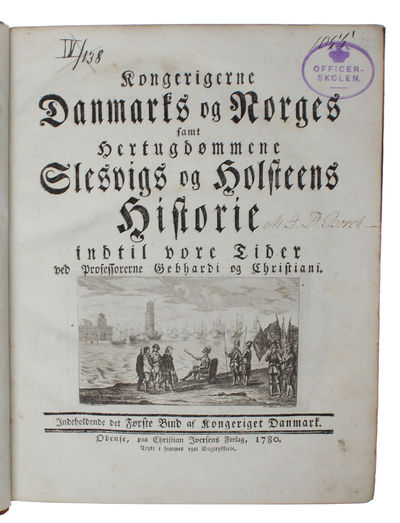 IV/138
OFFICER-
SKOLEN.
Kongerigerne
Danmarks og Norges
samt
Hertugdømmene
Slesvigs og Holsteens
Historie
indtil vore Tider
ved Professorerne Gebhardi og Christiani.
Indeholdende det Første Bind af Kongeriget Danmark.
Odense, paa Christian Iversens Forlag, 1780.
Trykt i sammes eget Bogtrykkerie.